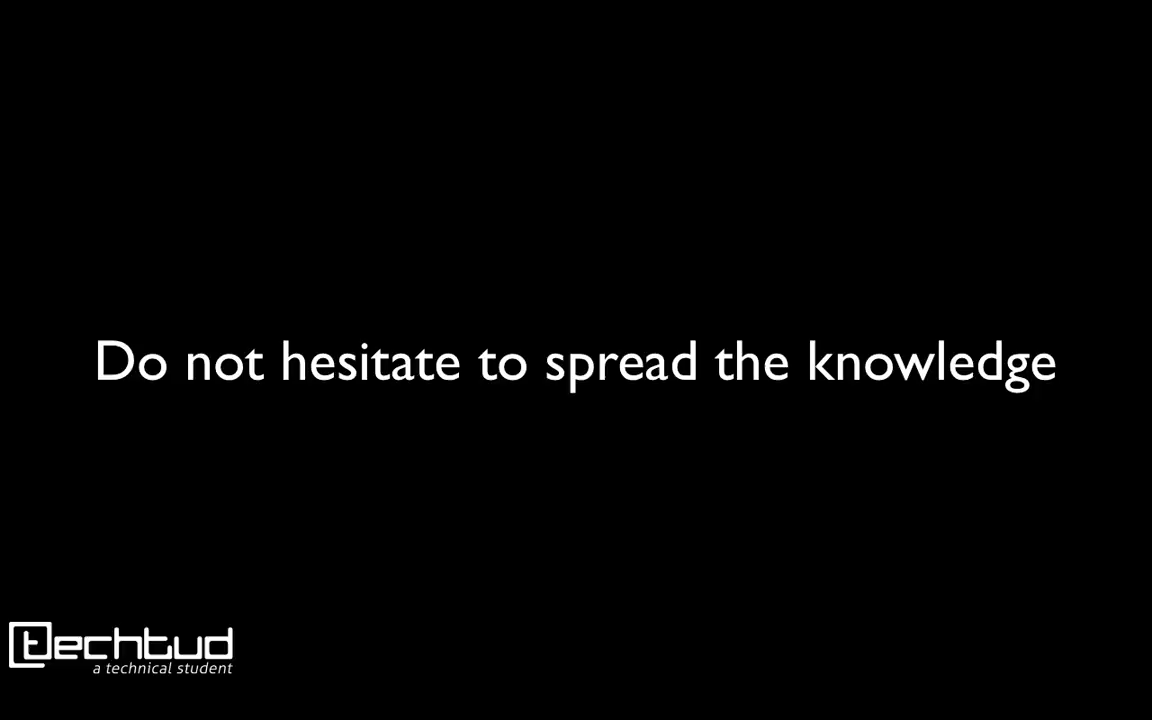 Do not hesitate to spread the knowledge
techtud
a technical student